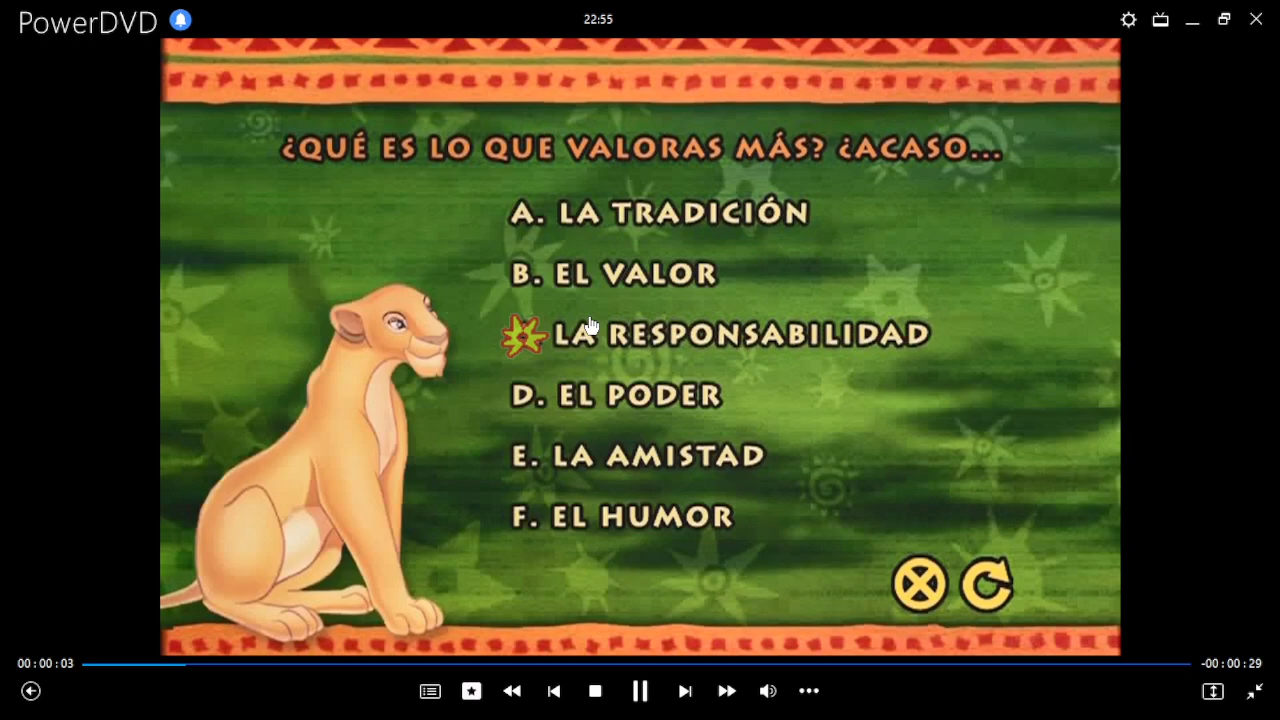 PowerDVD
22:55
¿QUÉ ES LO QUE VALORAS MÁS? ¿ACASO...
A. LA TRADICIÓN
B. EL VALOR
LA RESPONSABILIDAD
D. EL PODER
E. LA AMISTAD
F. EL HUMOR
00:00:03
-00:00:29